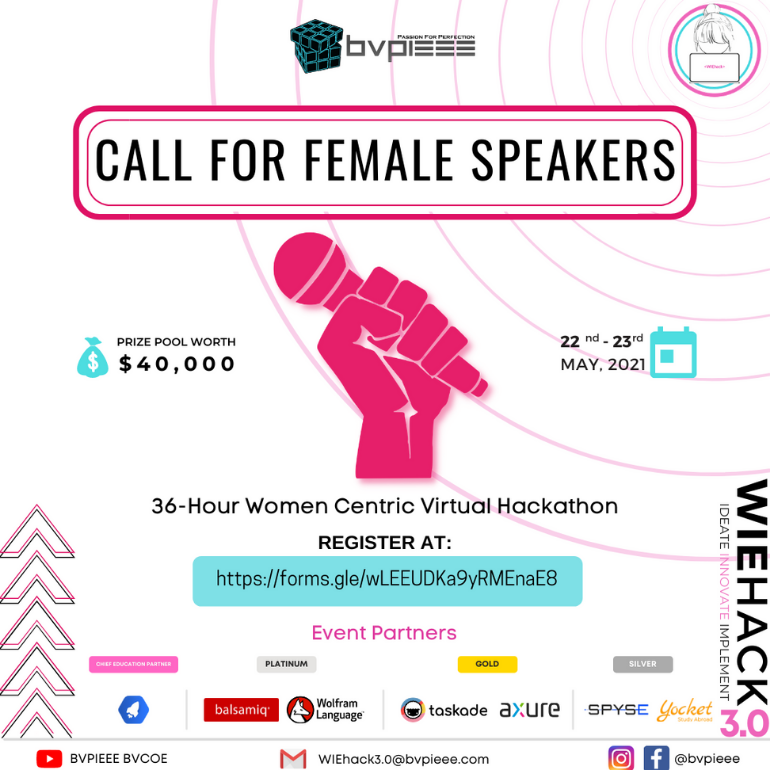 PASSION FOR PERFECTION
bvpieee
<WIEhack>
CALL FOR FEMALE SPEAKERS
PRIZE POOL WORTH
$40,000
22 nd - 23rd
MAY, 2021
36-Hour Women Centric Virtual Hackathon
REGISTER AT:
https://forms.gle/wLEEUDKa9yRMEnaE8
Event Partners
CHIEF EDUCATION PARTNER
PLATINUM
GOLD
SILVER
balsamiq
Wolfram
Language
taskade
axure
SPYSE
Yocket
Study Abroad
WIEHACK
3.0
IDEATE INNOVATE IMPLEMENT
BVPIEEE BVCOE
WIEHack3.0@bvpieee.com
@bvpieee